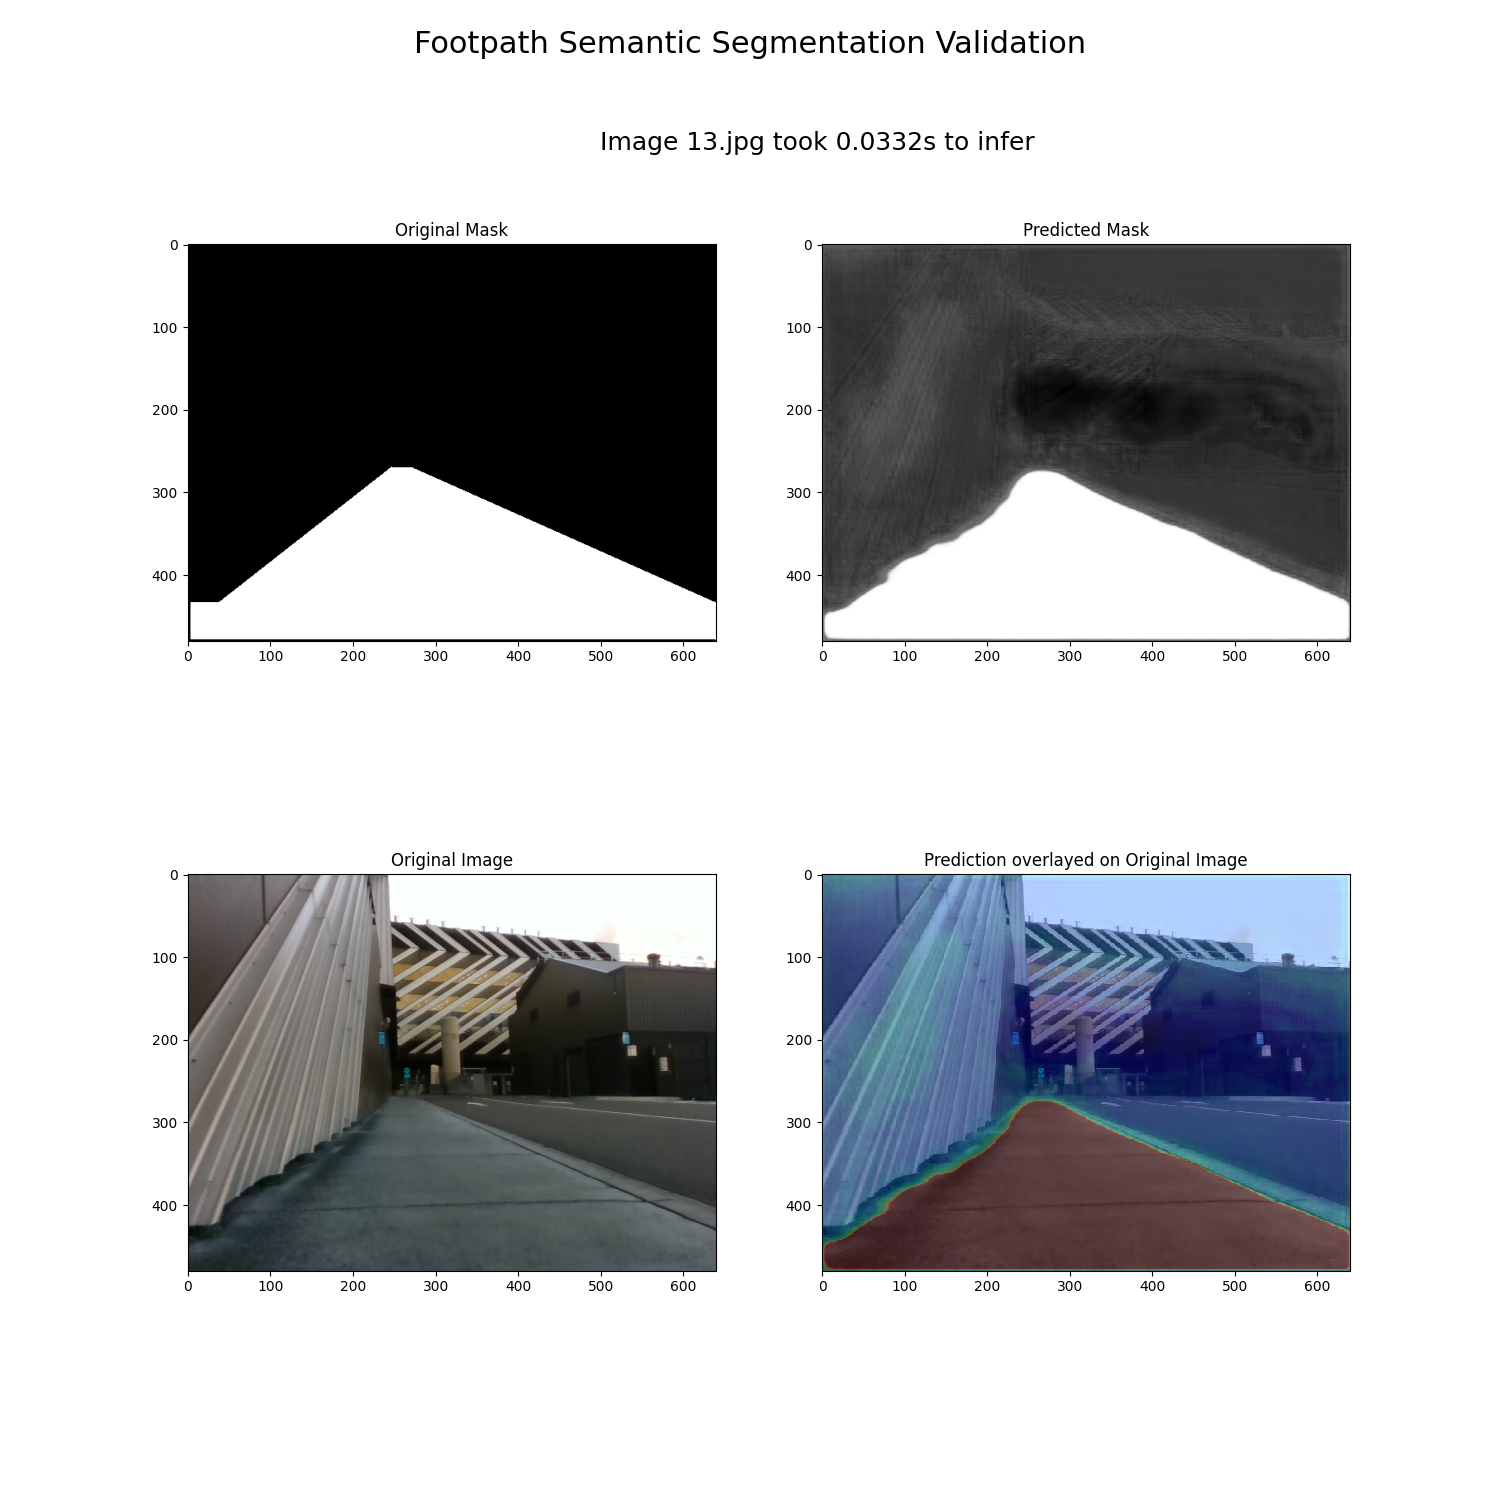 Footpath Semantic Segmentation Validation
Image 13.jpg took 0.0332s to infer
Original Mask
0
100
200
300
400
0 100 200 300 400 500 600
Predicted Mask
0
100
200
300
400
0 100 200 300 400 500 600
Original Image
0
100
200
300
400
0 100 200 300 400 500 600
Prediction overlayed on Original Image
0
100
200
300
400
0 100 200 300 400 500 600